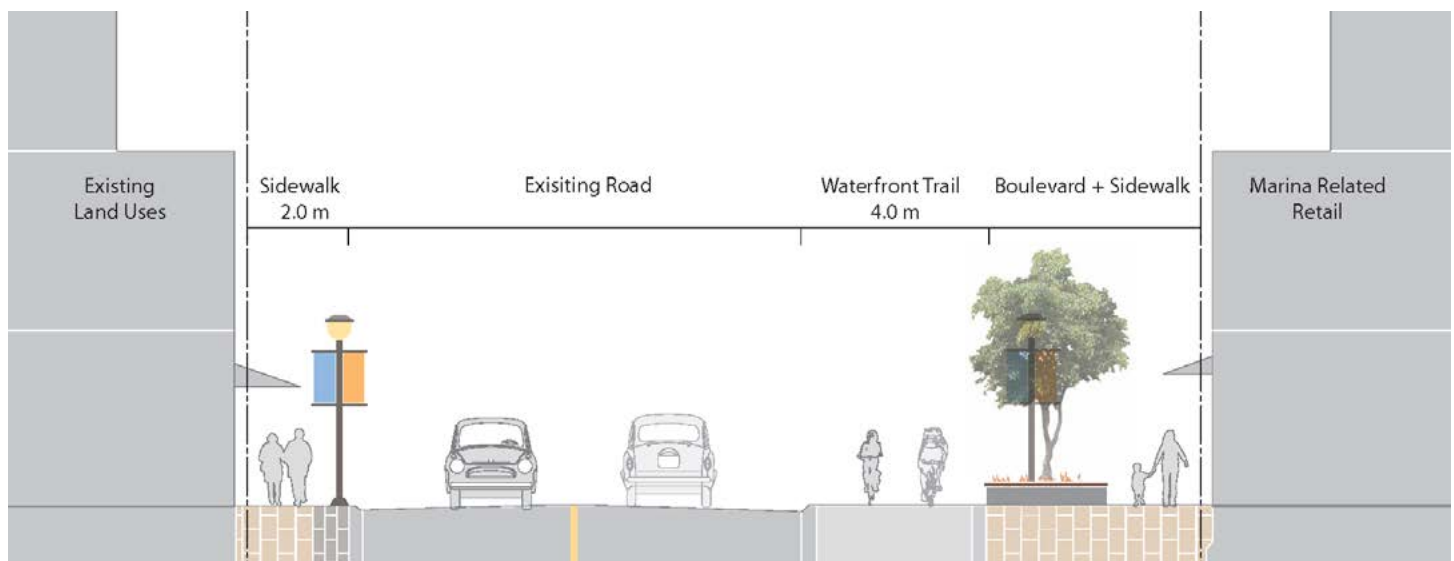 Existing
Land Uses
Sidewalk
2.0 m
Exisiting Road
Waterfront Trail
4.0 m
Boulevard + Sidewalk
Marina Related
Retail